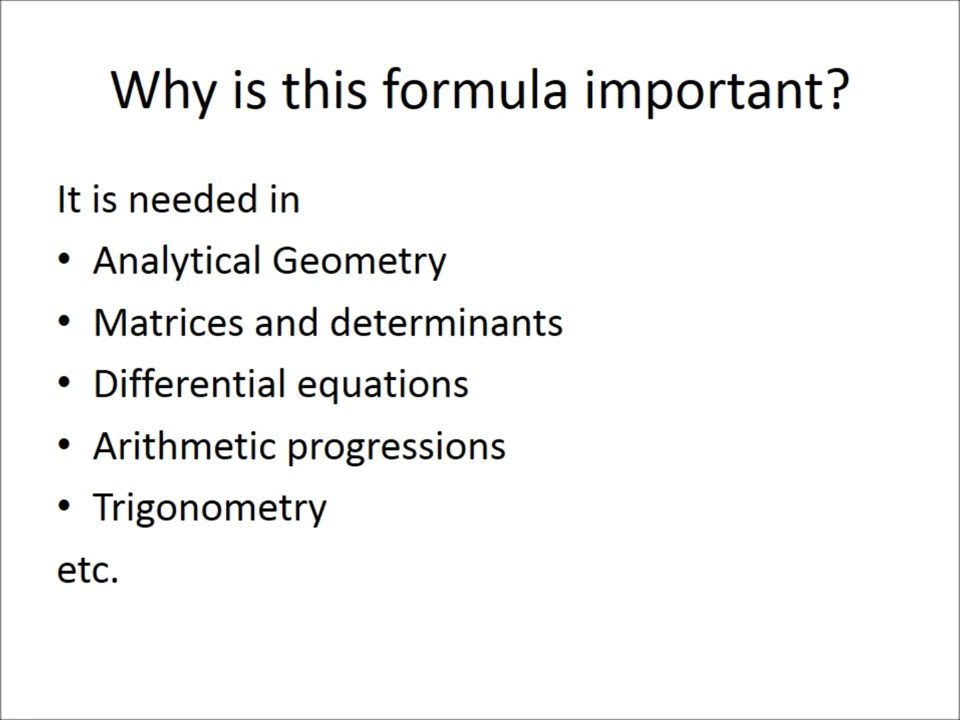 Why is this formula important?
It is needed in
• Analytical Geometry
• Matrices and determinants
• Differential equations
• Arithmetic progressions
• Trigonometry
etc.